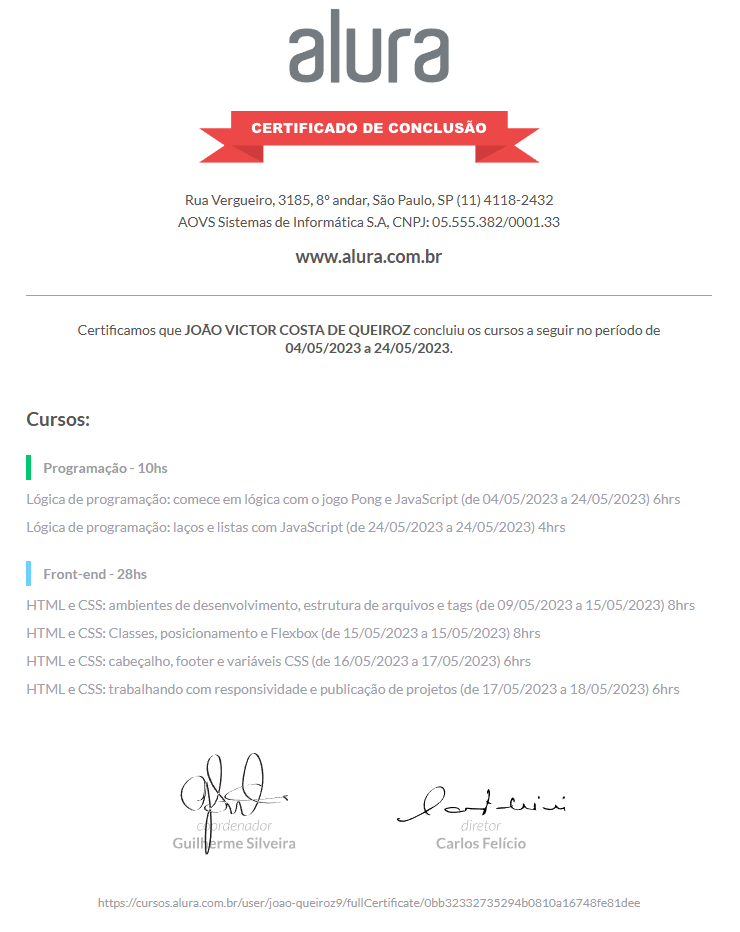 alura
CERTIFICADO DE CONCLUSÃO
Rua Vergueiro, 3185, 8º andar, São Paulo, SP (11) 4118-2432
AOVS Sistemas de Informática S.A, CNPJ: 05.555.382/0001.33
www.alura.com.br
Certificamos que JOÃO VICTOR COSTA DE QUEIROZ concluiu os cursos a seguir no período de
04/05/2023 a 24/05/2023.
Cursos:
Programação - 10hs
Lógica de programação: comece em lógica com o jogo Pong e JavaScript (de 04/05/2023 a 24/05/2023) 6hrs
Lógica de programação: laços e listas com JavaScript (de 24/05/2023 a 24/05/2023) 4hrs
Front-end - 28hs
HTML e CSS: ambientes de desenvolvimento, estrutura de arquivos e tags (de 09/05/2023 a 15/05/2023) 8hrs
HTML e CSS: Classes, posicionamento e Flexbox (de 15/05/2023 a 15/05/2023) 8hrs
HTML e CSS: cabeçalho, footer e variáveis CSS (de 16/05/2023 a 17/05/2023) 6hrs
HTML e CSS: trabalhando com responsividade e publicação de projetos (de 17/05/2023 a 18/05/2023) 6hrs
coordenador
Guilherme Silveira
diretor
Carlos Felício
https://cursos.alura.com.br/user/joao-queiroz9/fullCertificate/0bb32332735294b0810a16748fe81dee